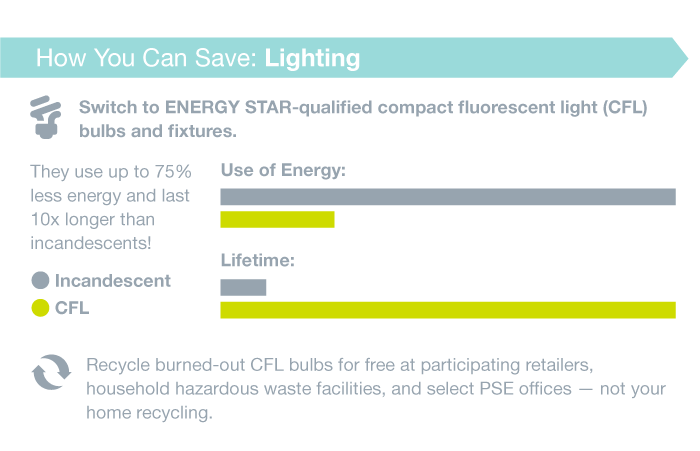 How You Can Save: Lighting
Switch to ENERGY STAR-qualified compact fluorescent light (CFL)
bulbs and fixtures.
They use up to 75%
less energy and last
10x longer than
incandescents!
Incandescent
CFL
Use of Energy:
Lifetime:
Recycle burned-out CFL bulbs for free at participating retailers,
household hazardous waste facilities, and select PSE offices — not your
home recycling.